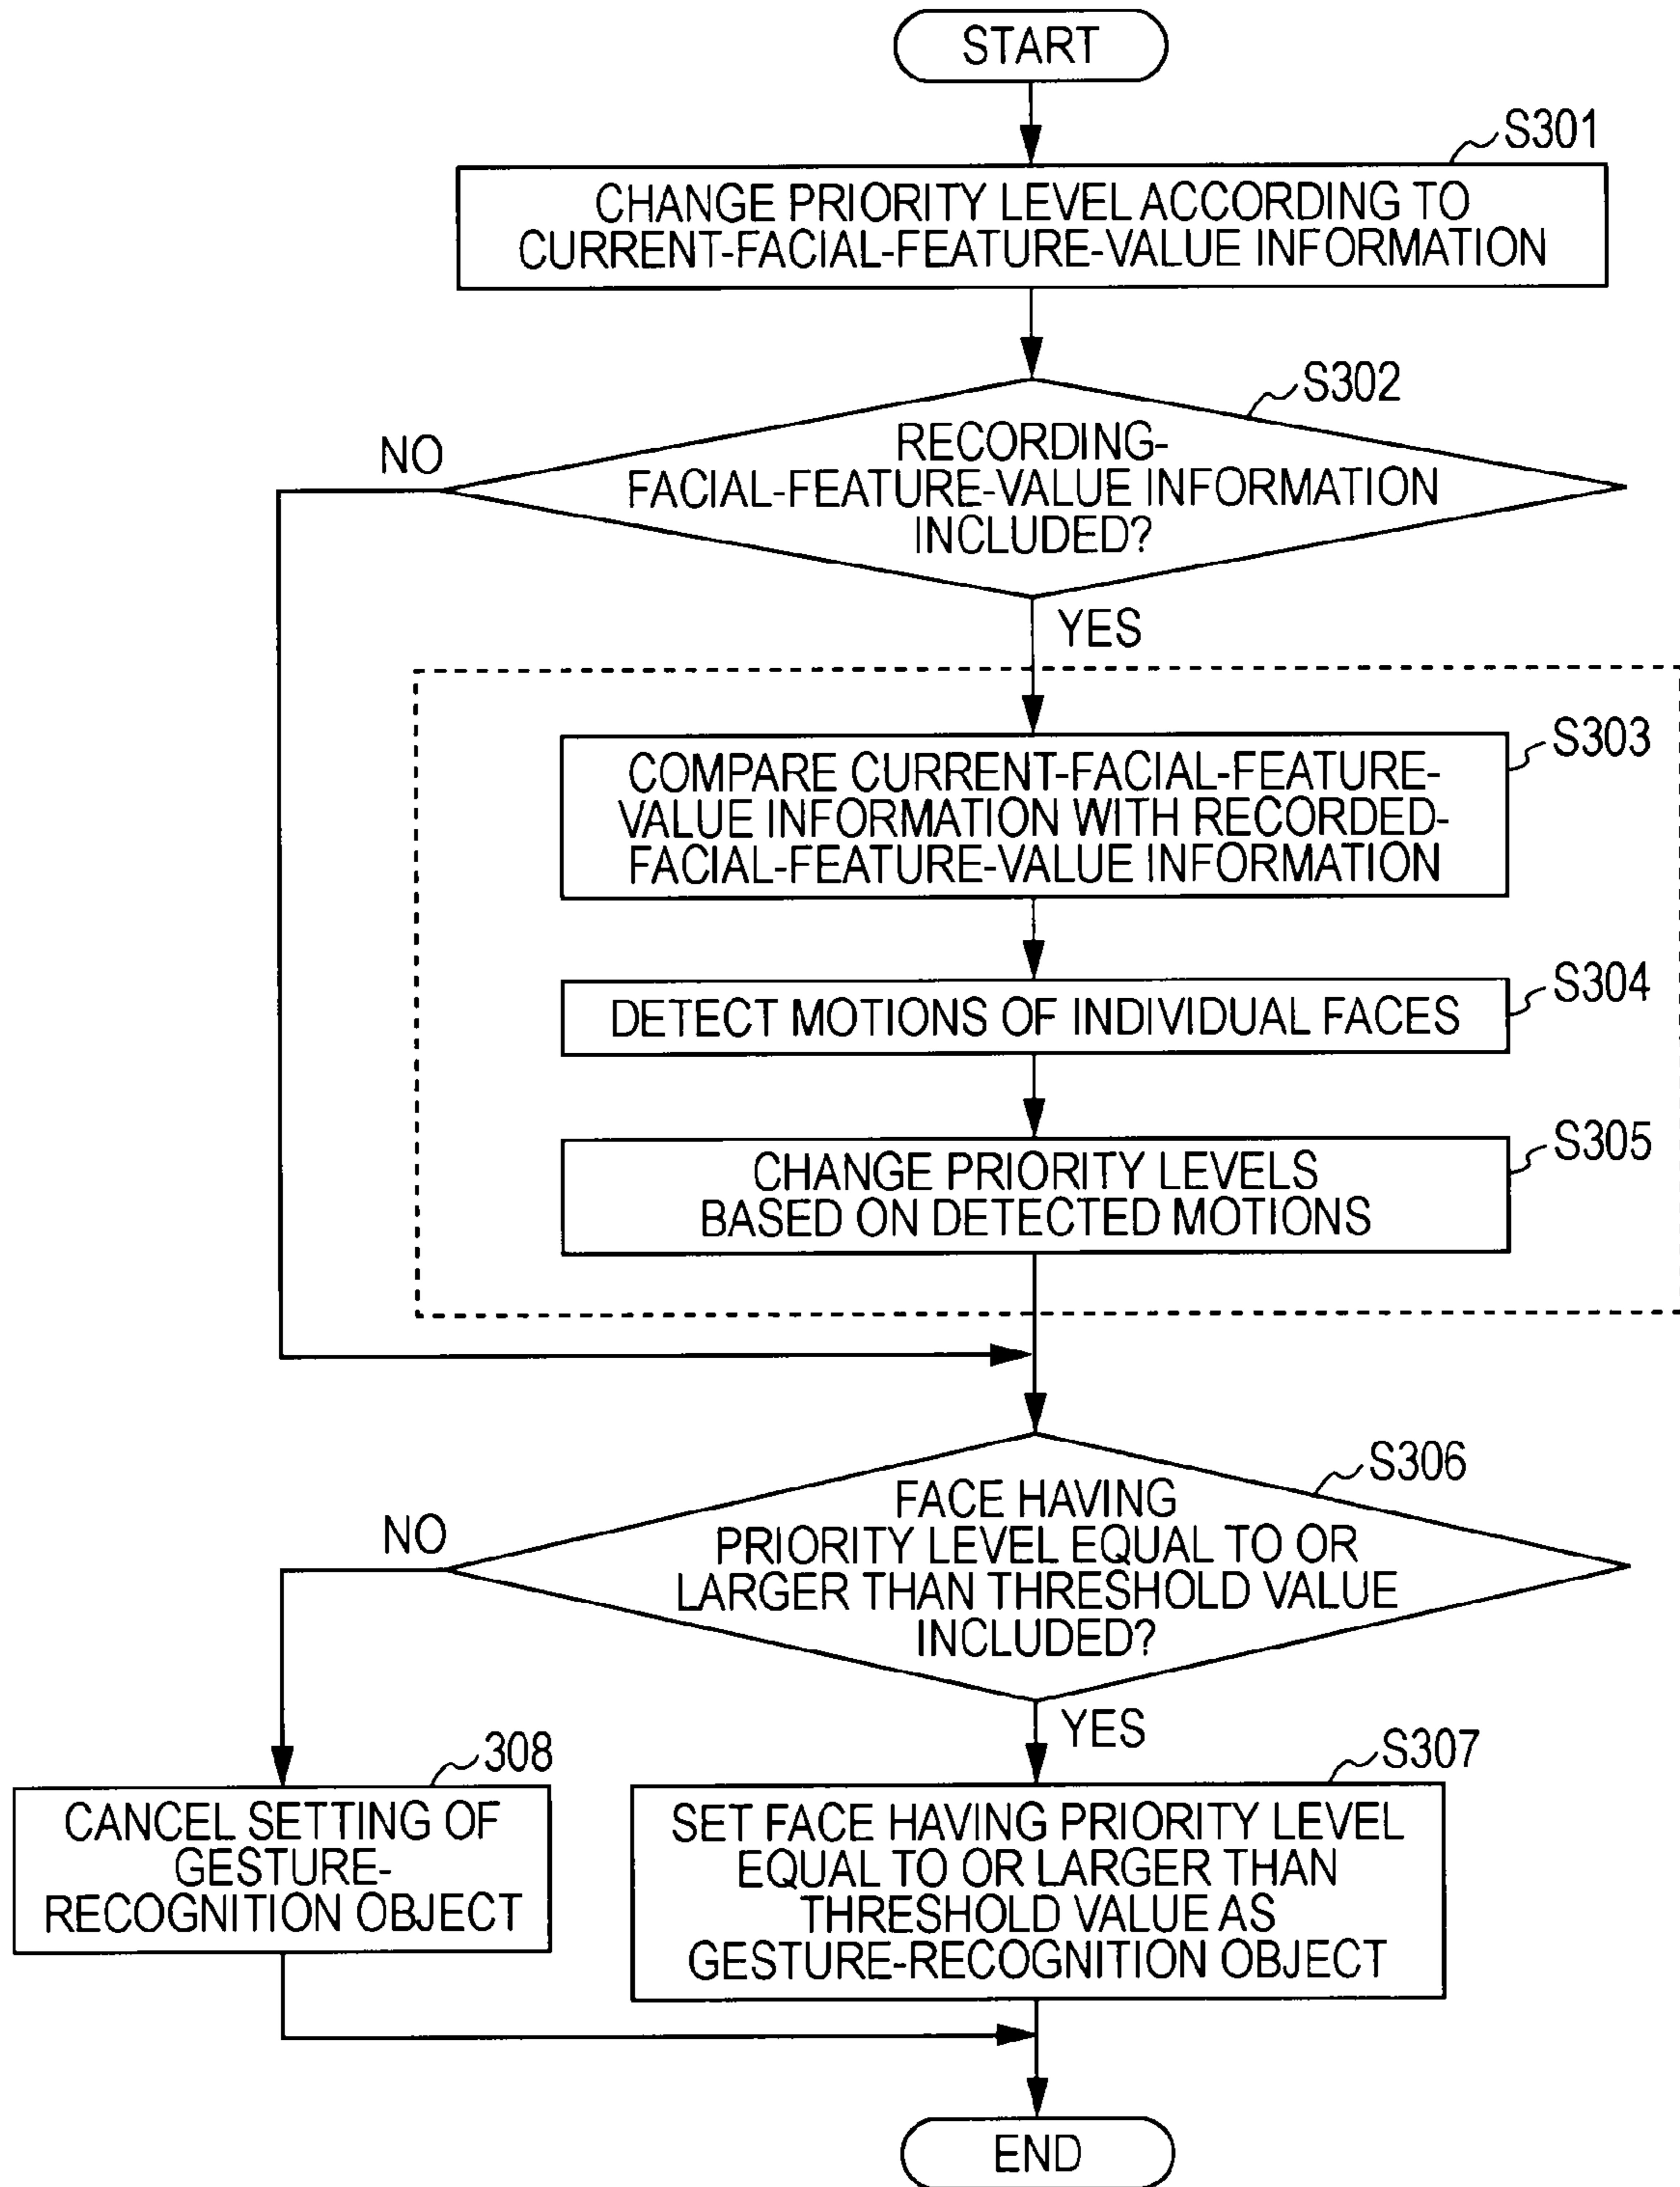 START
S301
CHANGE PRIORITY LEVEL ACCORDING TO
CURRENT-FACIAL-FEATURE-VALUE INFORMATION
S302
NO
RECORDING-
FACIAL-FEATURE-VALUE INFORMATION
INCLUDED?
YES
S303
COMPARE CURRENT-FACIAL-FEATURE-
VALUE INFORMATION WITH RECORDED-
FACIAL-FEATURE-VALUE INFORMATION
S304
DETECT MOTIONS OF INDIVIDUAL FACES
S305
CHANGE PRIORITY LEVELS
BASED ON DETECTED MOTIONS
S306
NO
FACE HAVING
PRIORITY LEVEL EQUAL TO OR
LARGER THAN THRESHOLD VALUE
INCLUDED?
YES
308
CANCEL SETTING OF
GESTURE-
RECOGNITION OBJECT
S307
SET FACE HAVING PRIORITY LEVEL
EQUAL TO OR LARGER THAN
THRESHOLD VALUE AS
GESTURE-RECOGNITION OBJECT
END